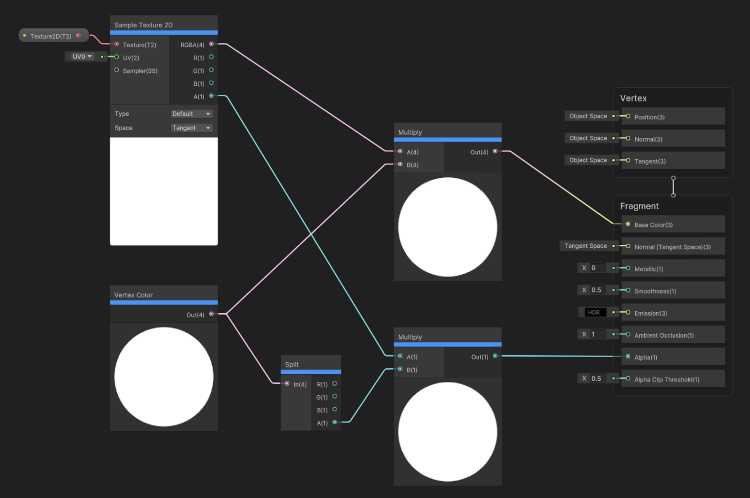 Sample Texture 2D
Texture2D(T2)
Texture(T2)
RGBA(4)
UV0
UV(2)
R(1)
Sampler(SS)
G(1)
B(1)
A(1)
Type
Default
Space
Tangent
Multiply
A(4)
Out(4)
B(4)
Vertex Color
Out(4)
Split
In(4)
R(1)
G(1)
B(1)
A(1)
Multiply
A(1)
Out(1)
B(1)
Vertex
Object Space
Position(3)
Object Space
Normal(3)
Object Space
Tangent(3)
Fragment
Base Color(3)
Tangent Space
Normal (Tangent Space)(3)
X 0
Metallic(1)
X 0.5
Smoothness(1)
HDR
Emission(3)
X 1
Ambient Occlusion(1)
Alpha(1)
X 0.5
Alpha Clip Threshold(1)